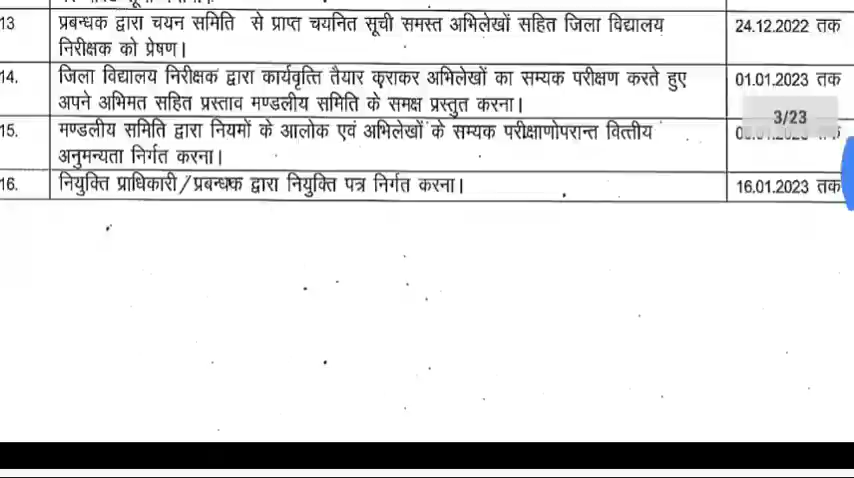 13 प्रबन्धक द्वारा चयन समिति से प्राप्त चयनित सूची समस्त अभिलेखों सहित जिला विद्यालय 24.12.2022 तक
निरीक्षक को प्रेषण।
14. जिला विद्यालय निरीक्षक द्वारा कार्यवृत्ति तैयार कराकर अभिलेखों का सम्यक परीक्षण करते हुए 01.01.2023 तक
अपने अभिमत सहित प्रस्ताव मण्डलीय समिति के समक्ष प्रस्तुत करना।
3/23
15. मण्डलीय समिति द्वारा नियमों के आलोक एवं अभिलेखों के सम्यक परीक्षाणोपरान्त वित्तीय
अनुमन्यता निर्गत करना।
16. नियुक्ति प्राधिकारी/प्रबन्धक द्वारा नियुक्ति पत्र निर्गत करना। 16.01.2023 तक